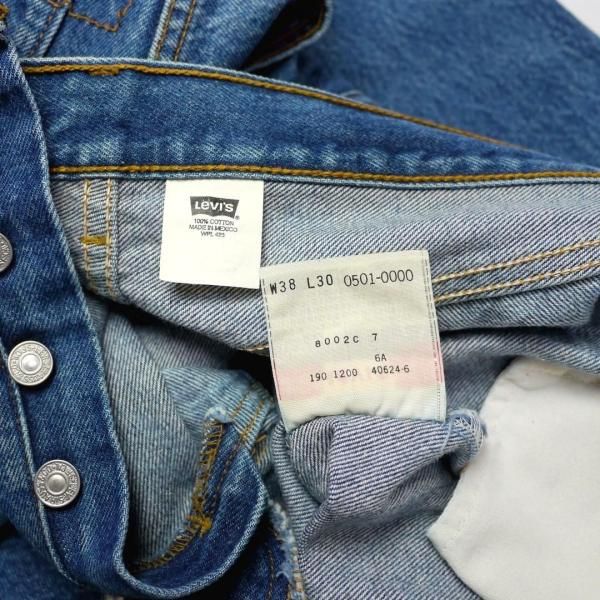 Levi's
®
100% COTTON
MADE IN MEXICO
WPL 423
W38 L30 0501-0000
8002C 7
6A
190 1200 40624-6